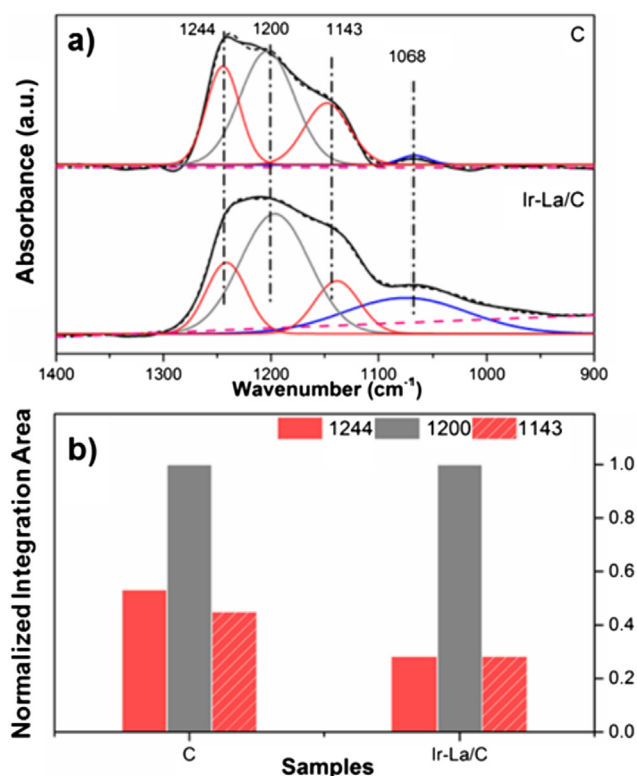 a)
1244 1200 1143 1068
C
Ir-La/C
Absorbance (a.u.)
1400 1300 1200 1100 1000 900
Wavenumber (cm⁻¹)
b)
1244 1200 1143
Normalized Integration Area
1.0
0.8
0.6
0.4
0.2
0.0
C Ir-La/C
Samples